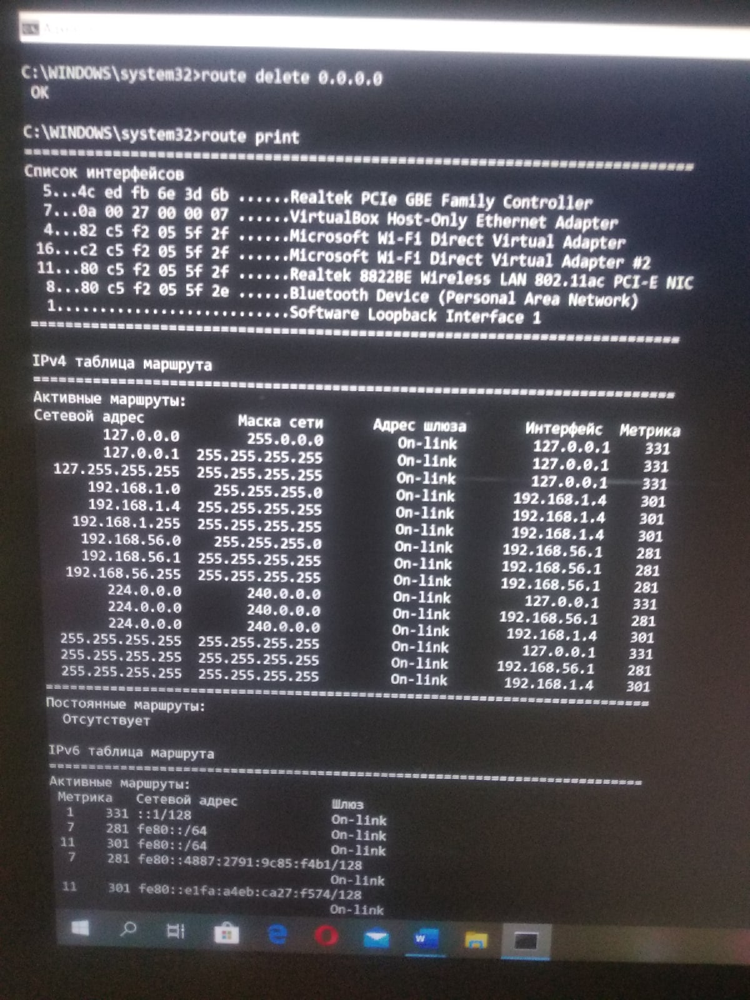 C:\WINDOWS\system32>route delete 0.0.0.0
OK
C:\WINDOWS\system32>route print
===========================================================================
Список интерфейсов
5...4c ed fb 6e 3d 6b ......Realtek PCIe GBE Family Controller
7...0a 00 27 00 00 07 ......VirtualBox Host-Only Ethernet Adapter
4...82 c5 f2 05 5f 2f ......Microsoft Wi-Fi Direct Virtual Adapter
16...c2 c5 f2 05 5f 2f ......Microsoft Wi-Fi Direct Virtual Adapter #2
11...80 c5 f2 05 5f 2f ......Realtek 8822BE Wireless LAN 802.11ac PCI-E NIC
8...80 c5 f2 05 5f 2e ......Bluetooth Device (Personal Area Network)
1...........................Software Loopback Interface 1
===========================================================================
IPv4 таблица маршрута
===========================================================================
Активные маршруты:
Сетевой адрес Маска сети Адрес шлюза Интерфейс Метрика
127.0.0.0 255.0.0.0 On-link 127.0.0.1 331
127.0.0.1 255.255.255.255 On-link 127.0.0.1 331
127.255.255.255 255.255.255.255 On-link 127.0.0.1 331
192.168.1.0 255.255.255.0 On-link 192.168.1.4 301
192.168.1.4 255.255.255.255 On-link 192.168.1.4 301
192.168.1.255 255.255.255.255 On-link 192.168.1.4 301
192.168.56.0 255.255.255.0 On-link 192.168.56.1 281
192.168.56.1 255.255.255.255 On-link 192.168.56.1 281
192.168.56.255 255.255.255.255 On-link 192.168.56.1 281
224.0.0.0 240.0.0.0 On-link 127.0.0.1 331
224.0.0.0 240.0.0.0 On-link 192.168.56.1 281
224.0.0.0 240.0.0.0 On-link 192.168.1.4 301
255.255.255.255 255.255.255.255 On-link 127.0.0.1 331
255.255.255.255 255.255.255.255 On-link 192.168.56.1 281
255.255.255.255 255.255.255.255 On-link 192.168.1.4 301
===========================================================================
Постоянные маршруты:
Отсутствует
IPv6 таблица маршрута
===========================================================================
Активные маршруты:
Метрика Сетевой адрес Шлюз
1 331 ::1/128 On-link
7 281 fe80::/64 On-link
11 301 fe80::/64 On-link
7 281 fe80::4887:2791:9c85:f4b1/128
On-link
11 301 fe80::e1fa:a4eb:ca27:f574/128
On-link